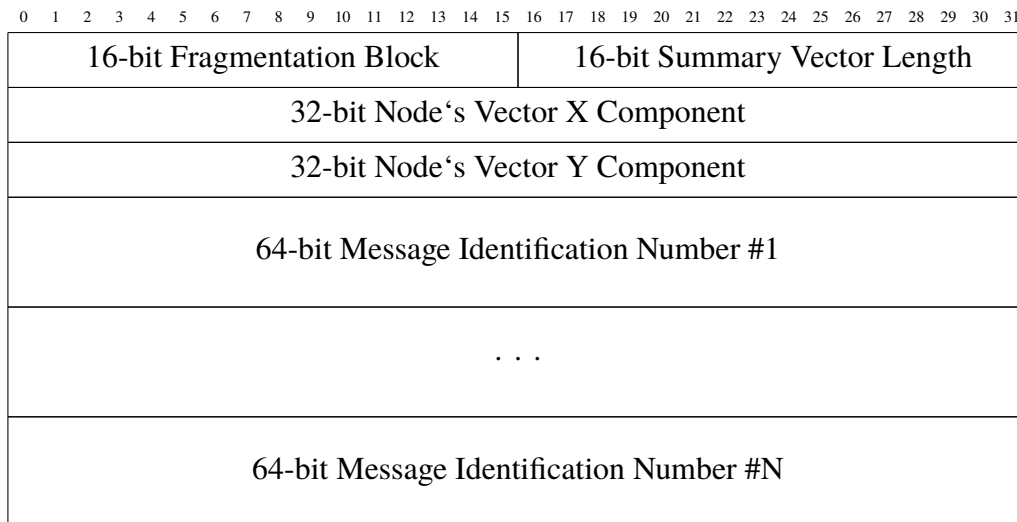 0 1 2 3 4 5 6 7 8 9 10 11 12 13 14 15 16 17 18 19 20 21 22 23 24 25 26 27 28 29 30 31
16-bit Fragmentation Block 16-bit Summary Vector Length
32-bit Node‘s Vector X Component
32-bit Node‘s Vector Y Component
64-bit Message Identification Number #1
. . .
64-bit Message Identification Number #N